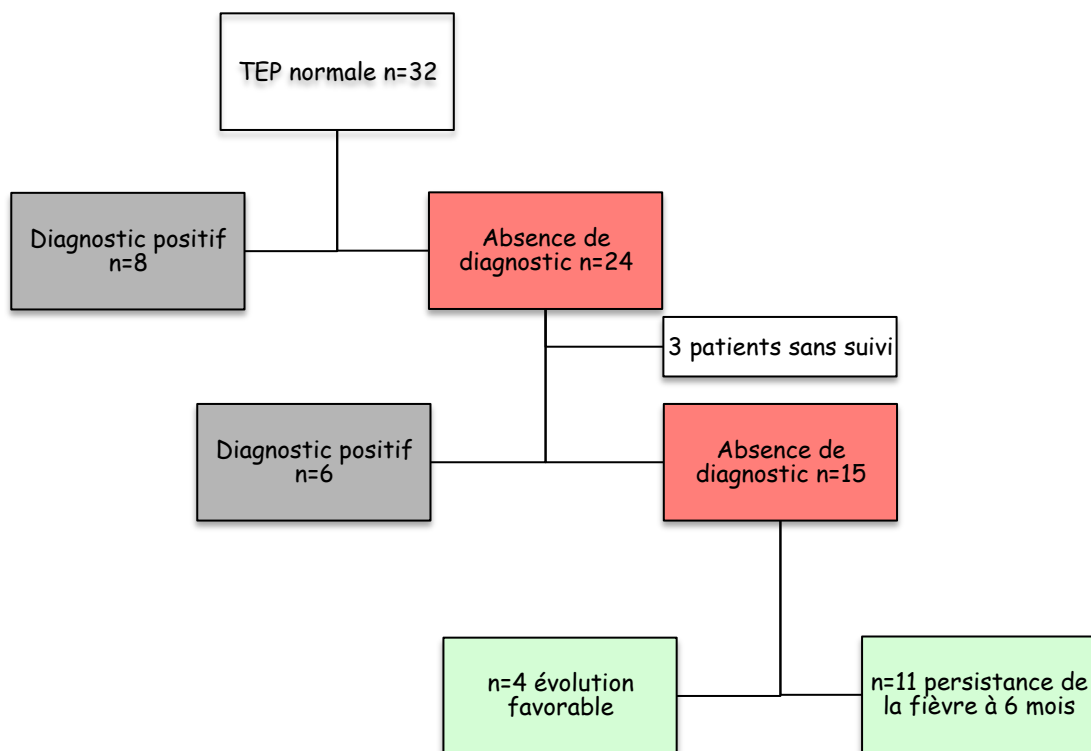 TEP normale n=32
Diagnostic positif
n=8
Absence de
diagnostic n=24
3 patients sans suivi
Diagnostic positif
n=6
Absence de
diagnostic n=15
n=4 évolution
favorable
n=11 persistance de
la fièvre à 6 mois